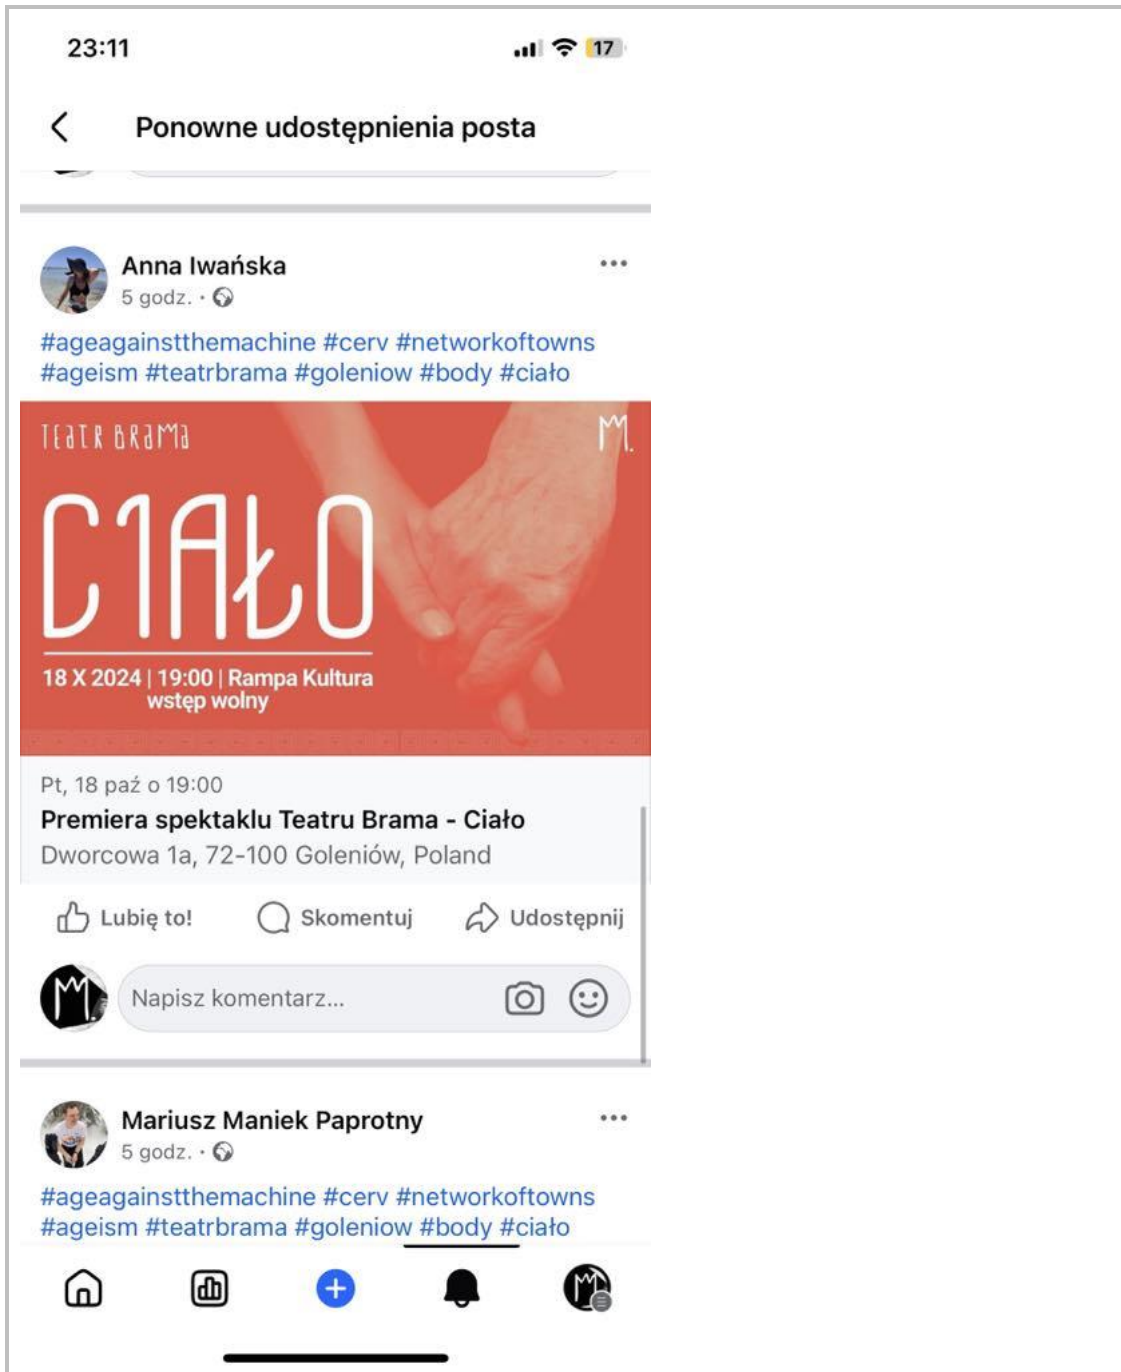 23:11
17
Ponowne udostępnienia posta
Anna Iwańska
5 godz. ·
#ageagainstthemachine #cerv #networkoftowns
#ageism #teatrbrama #goleniow #body #ciało
TEATR BRAMA
M.
C1AŁO
18 X 2024 | 19:00 | Rampa Kultura
wstęp wolny
Pt, 18 paź o 19:00
Premiera spektaklu Teatru Brama - Ciało
Dworcowa 1a, 72-100 Goleniów, Poland
Lubię to! Skomentuj Udostępnij
M.
Napisz komentarz...
Mariusz Maniek Paprotny
5 godz. ·
#ageagainstthemachine #cerv #networkoftowns
#ageism #teatrbrama #goleniow #body #ciało
M